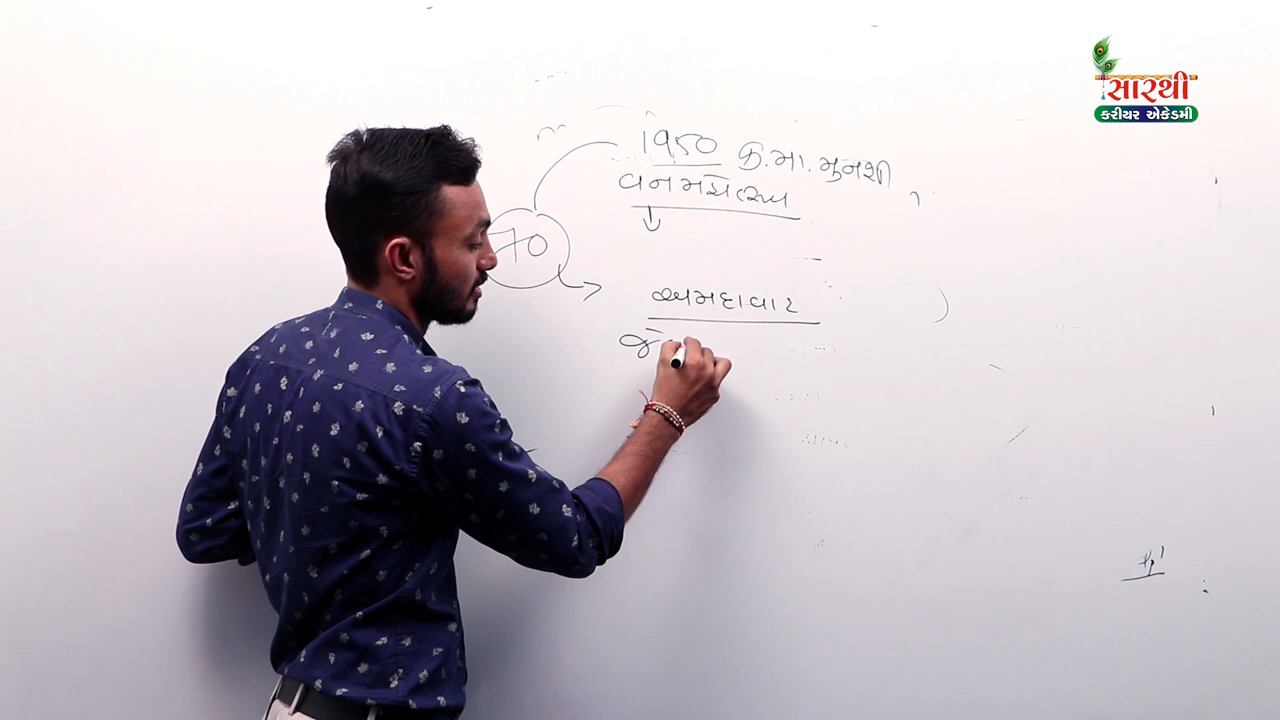 સારથી
કરીયર એકેડમી
1950 ક.મા.મુનશી
વનમહોત્સવ
70
અમદાવાદ